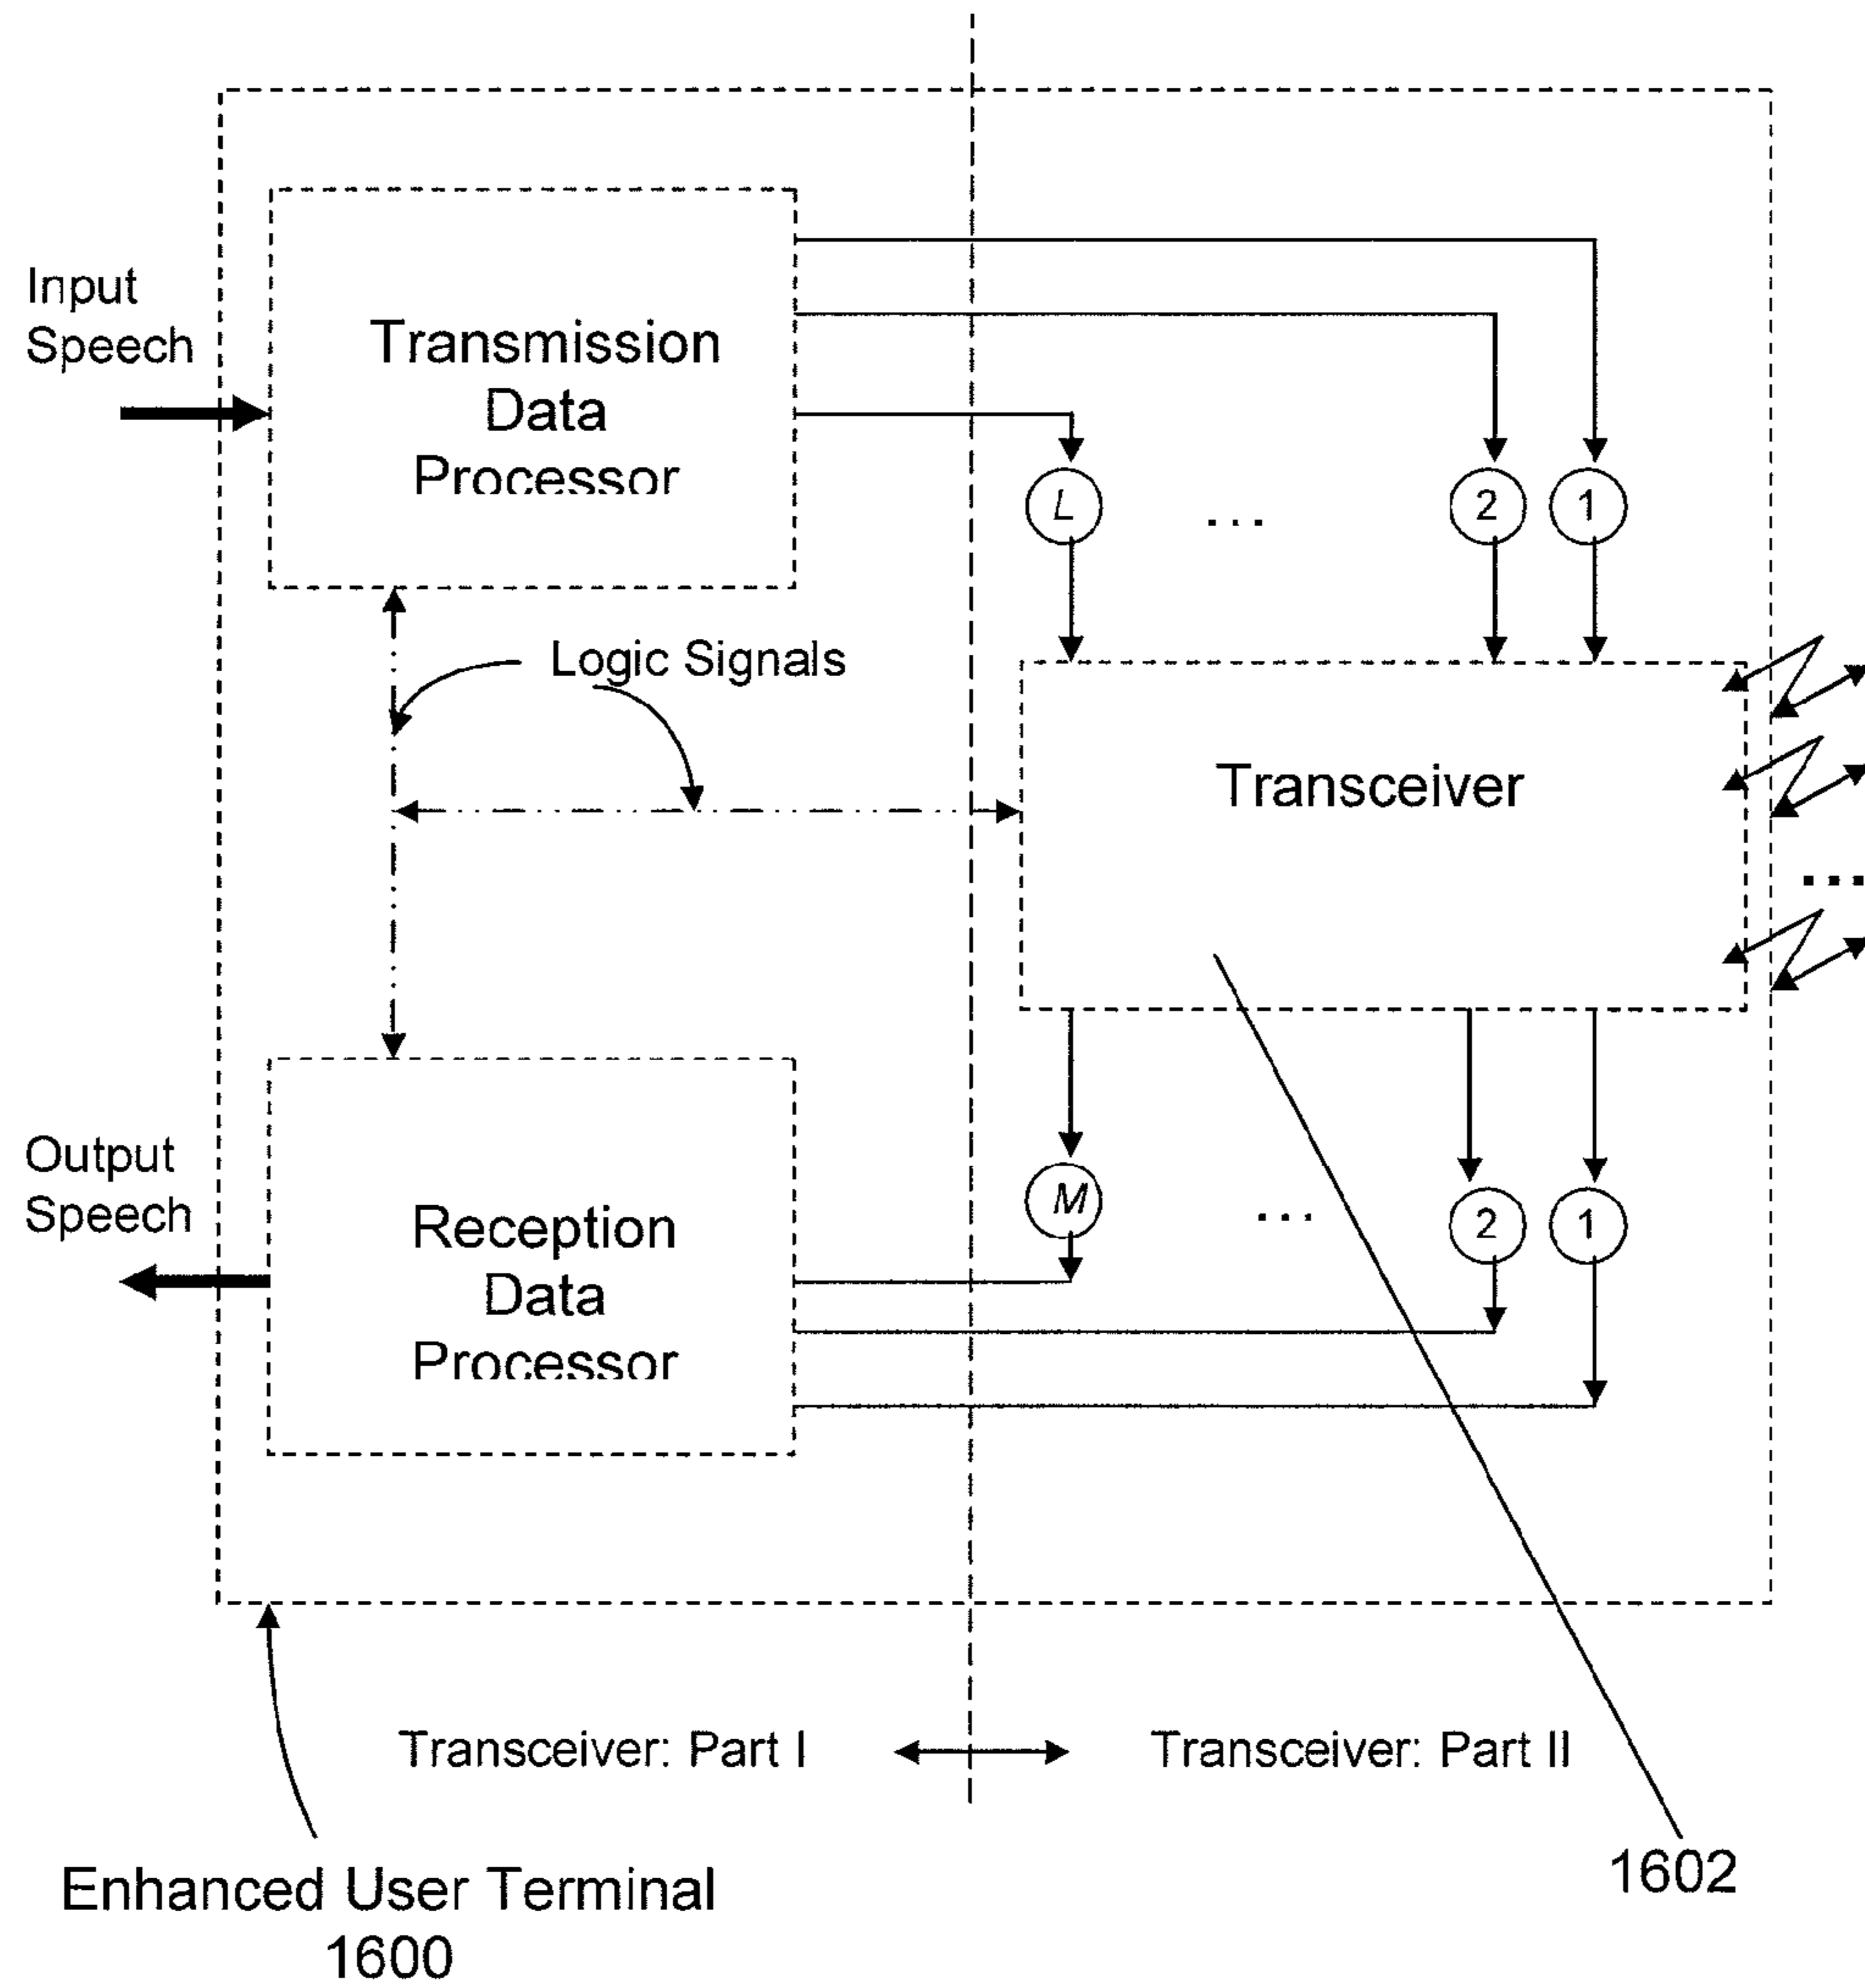 Input
Speech
Transmission
Data
Processor
L
...
2
1
Logic Signals
Transceiver
...
Output
Speech
Reception
Data
Processor
M
...
2
1
Transceiver: Part I
Transceiver: Part II
Enhanced User Terminal
1600
1602